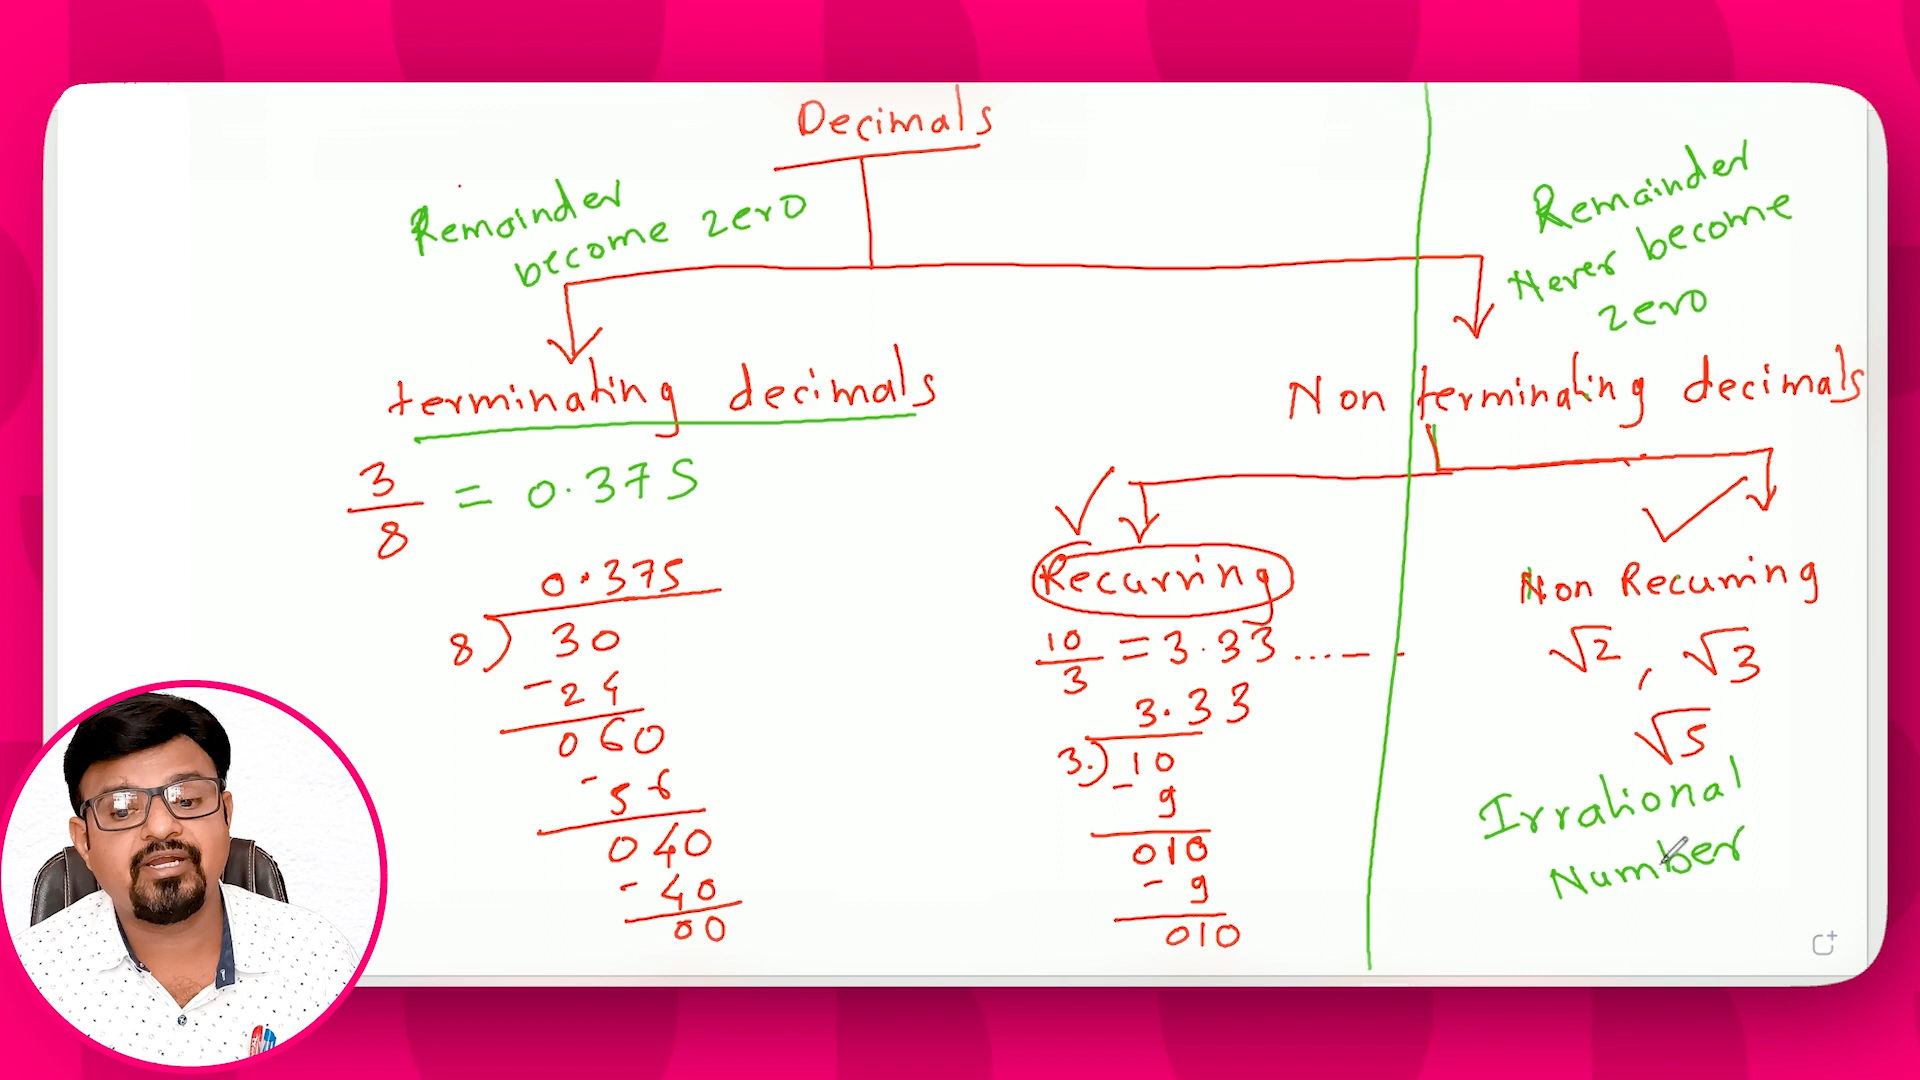 Decimals
Remainder
become zero
Remainder
Never become
zero
terminating decimals
Non terminating decimals
3/8 = 0.375
0.375
8) 30
- 24
060
- 56
040
- 40
00
Recurring
10/3 = 3.33 ....– – -
3.33
3.) 10
- 9
010
- 9
010
Non Recurring
√2 , √3
√5
Irrational
Number